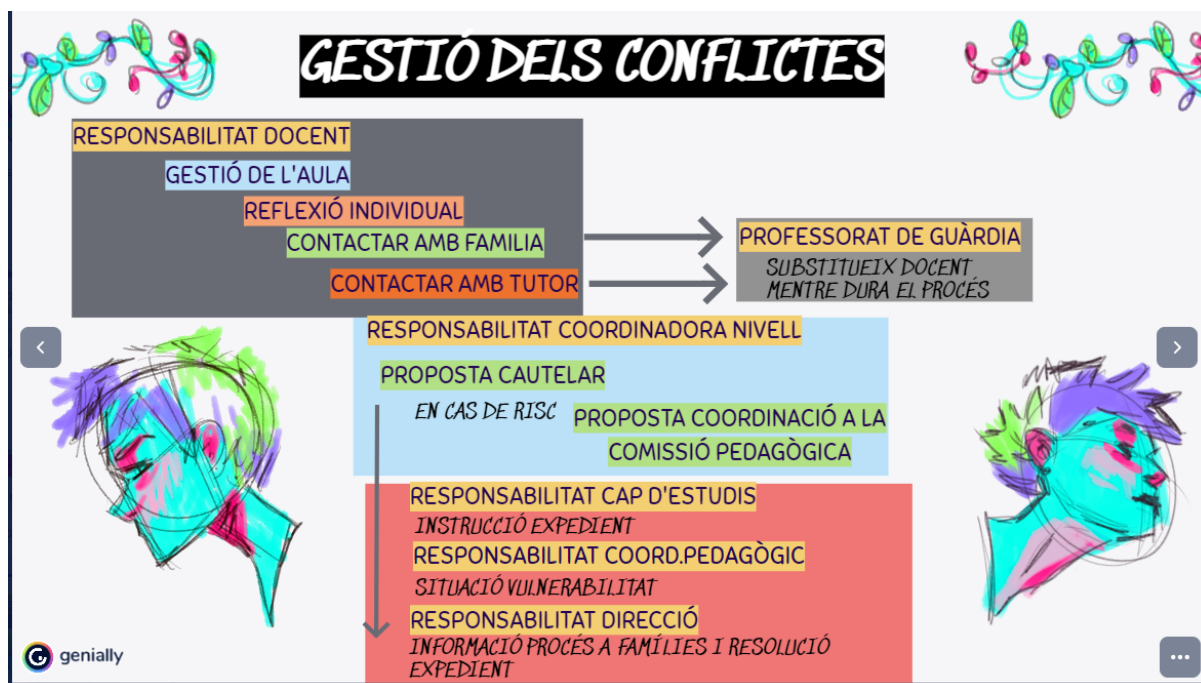 GESTIÓ DELS CONFLICTES
RESPONSABILITAT DOCENT
GESTIÓ DE L'AULA
REFLEXIÓ INDIVIDUAL
CONTACTAR AMB FAMILIA
CONTACTAR AMB TUTOR
PROFESSORAT DE GUÀRDIA
SUBSTITUEIX DOCENT
MENTRE DURA EL PROCÉS
RESPONSABILITAT COORDINADORA NIVELL
PROPOSTA CAUTELAR
EN CAS DE RISC
PROPOSTA COORDINACIÓ A LA
COMISSIÓ PEDAGÒGICA
RESPONSABILITAT CAP D'ESTUDIS
INSTRUCCIÓ EXPEDIENT
RESPONSABILITAT COORD.PEDAGÒGIC
SITUACIÓ VULNERABILITAT
RESPONSABILITAT DIRECCIÓ
INFORMACIÓ PROCÉS A FAMÍLIES I RESOLUCIÓ
EXPEDIENT
genially